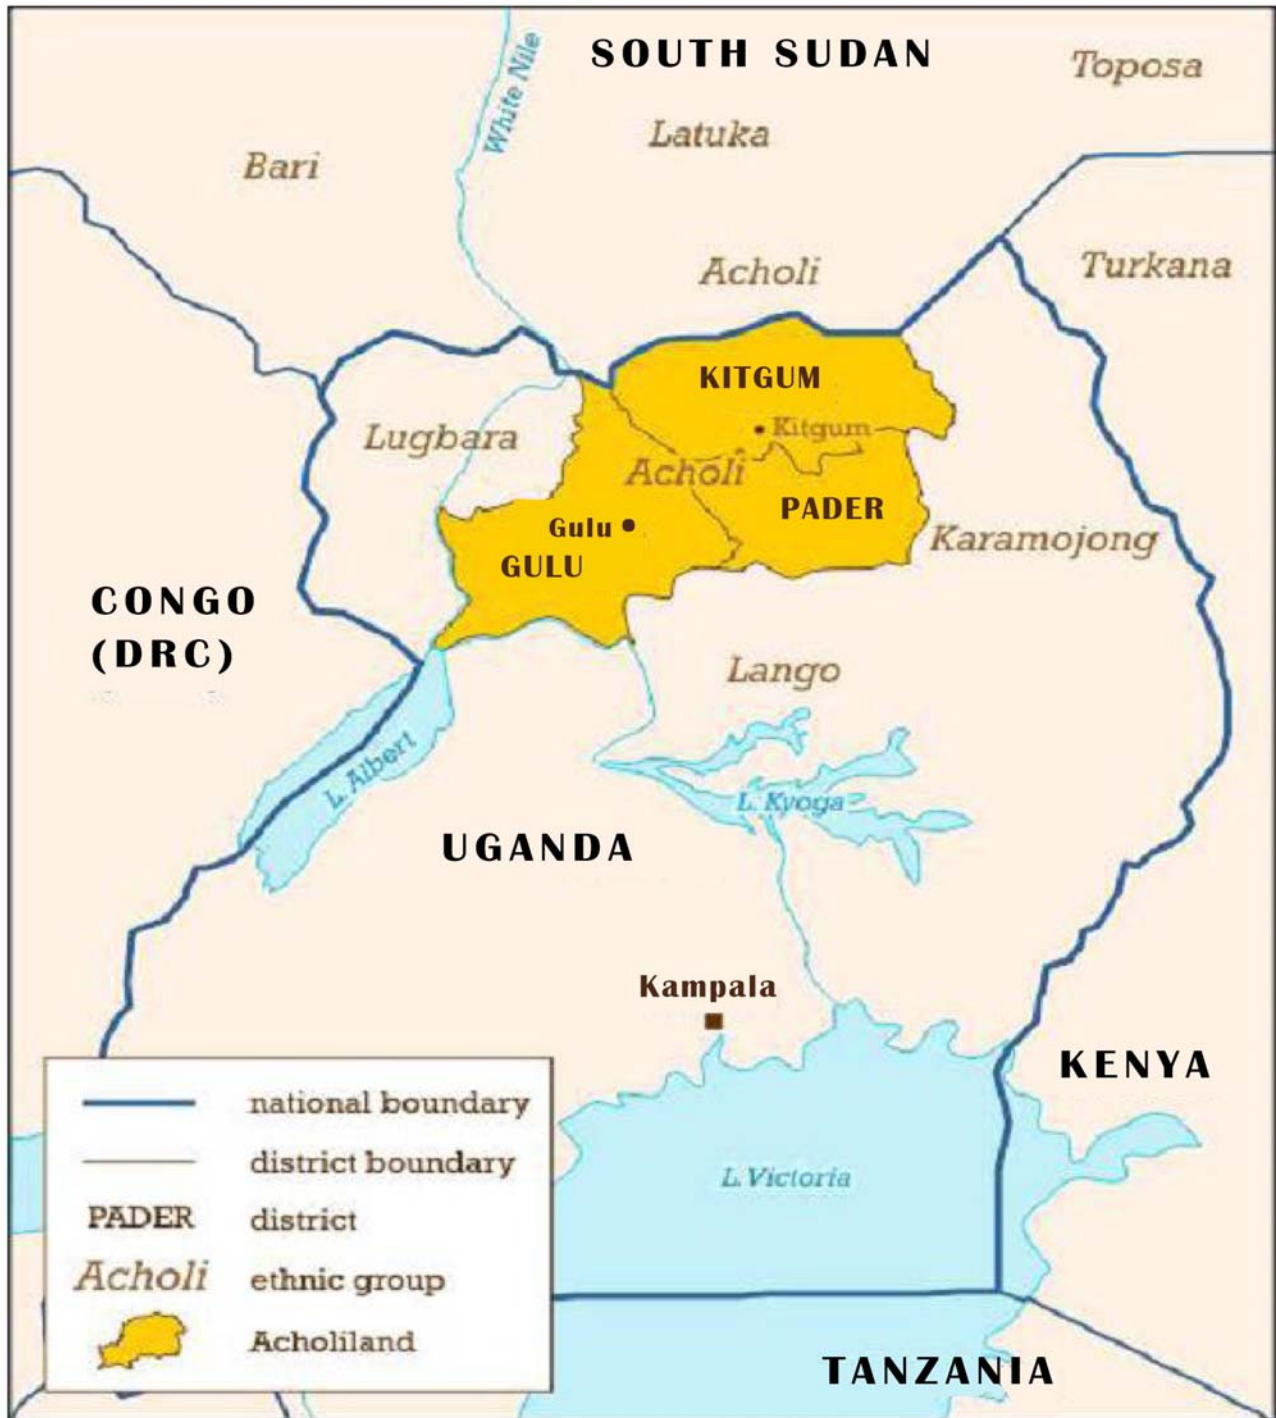 SOUTH SUDAN
Toposa
White Nile
Latuka
Bari
Acholi
Turkana
KITGUM
Kitgum
Lugbara
Acholi
PADER
Gulu
GULU
Karamojong
CONGO
(DRC)
Lango
L. Albert
L. Kyoga
UGANDA
Kampala
KENYA
L. Victoria
national boundary
district boundary
PADER district
Acholi ethnic group
Acholiland
TANZANIA